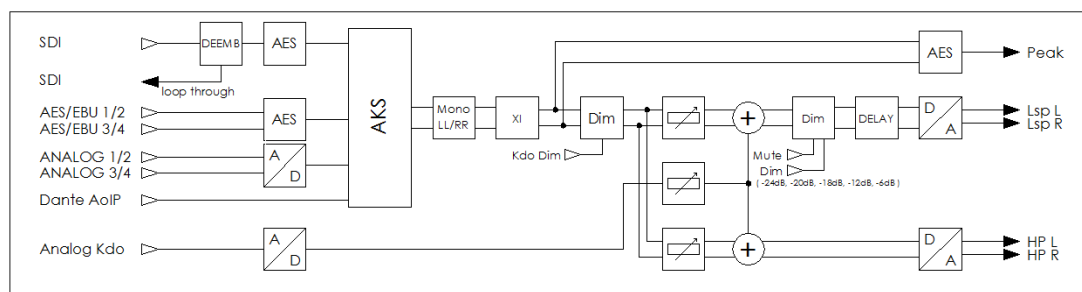 SDI
DEEMB
AES
AES
Peak
SDI
loop through
AKS
AES/EBU 1/2
AES/EBU 3/4
AES
Mono
LL/RR
XI
Dim
+
Dim
DELAY
D
A
Lsp L
Lsp R
ANALOG 1/2
ANALOG 3/4
A
D
Kdo Dim
Mute
Dim
( -24dB, -20dB, -18dB, -12dB, -6dB )
Dante AoIP
Analog Kdo
A
D
+
D
A
HP L
HP R